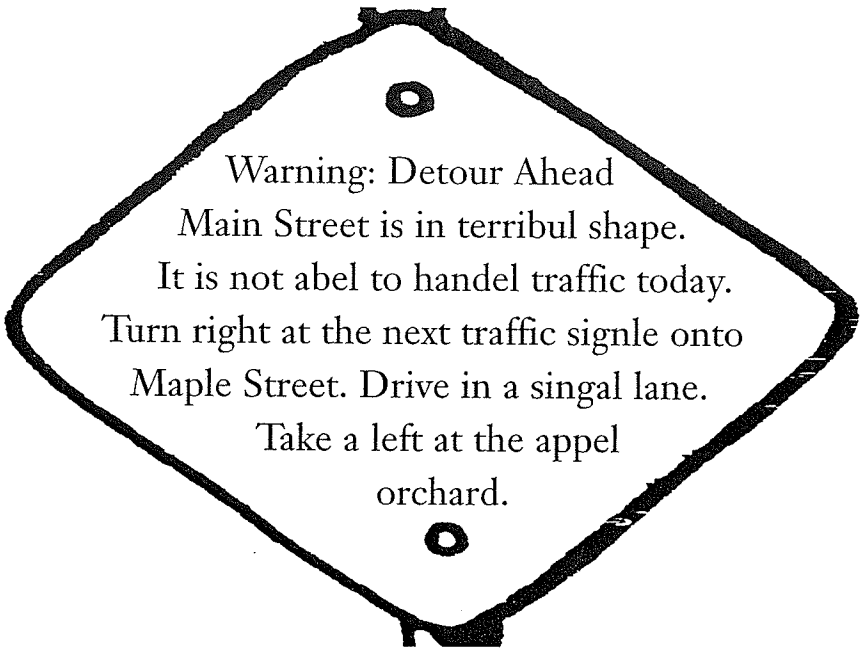 Warning: Detour Ahead
Main Street is in terribul shape.
It is not abel to handel traffic today.
Turn right at the next traffic signle onto
Maple Street. Drive in a singal lane.
Take a left at the appel
orchard.